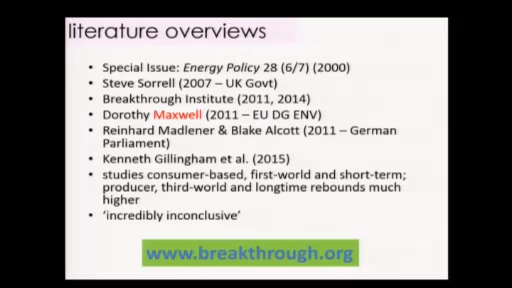 literature overviews
• Special Issue: Energy Policy 28 (6/7) (2000)
• Steve Sorrell (2007 – UK Govt)
• Breakthrough Institute (2011, 2014)
• Dorothy Maxwell (2011 – EU DG ENV)
• Reinhard Madlener & Blake Alcott (2011 – German
Parliament)
• Kenneth Gillingham et al. (2015)
• studies consumer-based, first-world and short-term;
producer, third-world and longtime rebounds much
higher
• 'incredibly inconclusive'
www.breakthrough.org